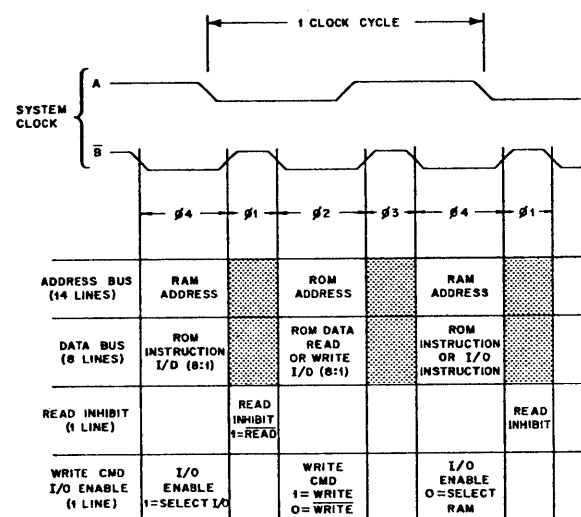 1 CLOCK CYCLE
A
SYSTEM
CLOCK
B̅
ø4
ø1
ø2
ø3
ø4
ø1
ADDRESS BUS
(14 LINES)
RAM
ADDRESS
ROM
ADDRESS
RAM
ADDRESS
DATA BUS
(8 LINES)
ROM
INSTRUCTION
I/D (8:1)
ROM DATA
READ
OR WRITE
I/D (8:1)
ROM
INSTRUCTION
OR I/O
INSTRUCTION
READ INHIBIT
(1 LINE)
READ
INHIBIT
1=R̅E̅A̅D̅
READ
INHIBIT
WRITE CMD
I/O ENABLE
(1 LINE)
I/O
ENABLE
1=SELECT I/O
WRITE
CMD
1=WRITE
0=W̅R̅I̅T̅E̅
I/O
ENABLE
0=SELECT
RAM